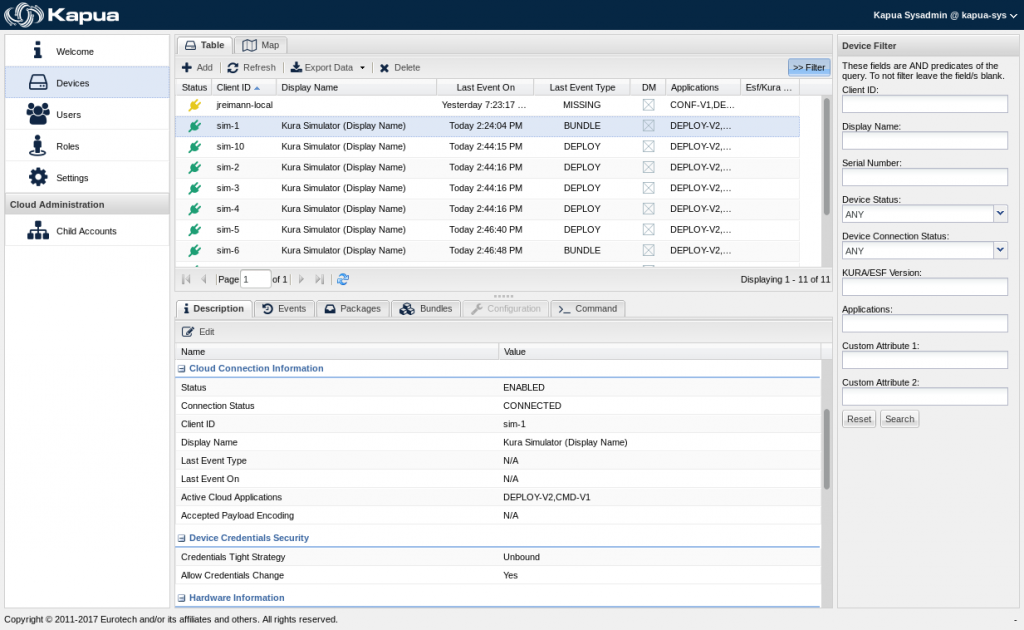 Kapua
Kapua Sysadmin @ kapua-sys
Welcome
Devices
Users
Roles
Settings
Cloud Administration
Child Accounts
Table Map
Add Refresh Export Data Delete >> Filter
Status Client ID Display Name Last Event On Last Event Type DM Applications Esf/Kura ...
jreimann-local Yesterday 7:23:17 ... MISSING CONF-V1,DE...
sim-1 Kura Simulator (Display Name) Today 2:24:04 PM BUNDLE DEPLOY-V2,...
sim-10 Kura Simulator (Display Name) Today 2:44:15 PM DEPLOY DEPLOY-V2,...
sim-2 Kura Simulator (Display Name) Today 2:44:16 PM DEPLOY DEPLOY-V2,...
sim-3 Kura Simulator (Display Name) Today 2:44:16 PM DEPLOY DEPLOY-V2,...
sim-4 Kura Simulator (Display Name) Today 2:44:16 PM DEPLOY DEPLOY-V2,...
sim-5 Kura Simulator (Display Name) Today 2:46:40 PM DEPLOY DEPLOY-V2,...
sim-6 Kura Simulator (Display Name) Today 2:46:48 PM BUNDLE DEPLOY-V2,...
Page 1 of 1 Displaying 1 - 11 of 11
Description Events Packages Bundles Configuration Command
Edit
Name Value
Cloud Connection Information
Status ENABLED
Connection Status CONNECTED
Client ID sim-1
Display Name Kura Simulator (Display Name)
Last Event Type N/A
Last Event On N/A
Active Cloud Applications DEPLOY-V2,CMD-V1
Accepted Payload Encoding N/A
Device Credentials Security
Credentials Tight Strategy Unbound
Allow Credentials Change Yes
Hardware Information
Device Filter
These fields are AND predicates of the
query. To not filter leave the field/s blank.
Client ID:
Display Name:
Serial Number:
Device Status:
ANY
Device Connection Status:
ANY
KURA/ESF Version:
Applications:
Custom Attribute 1:
Custom Attribute 2:
Reset Search
Copyright © 2011-2017 Eurotech and/or its affiliates and others. All rights reserved. -